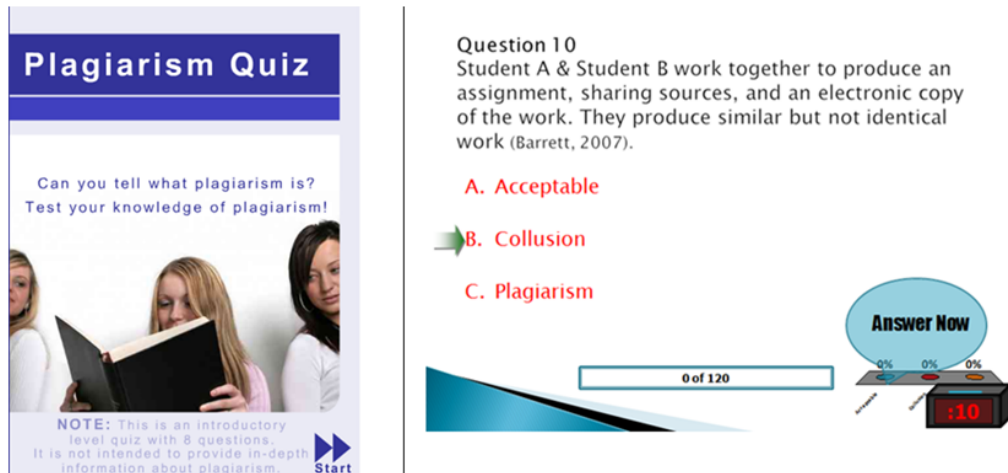 Plagiarism Quiz
Can you tell what plagiarism is?
Test your knowledge of plagiarism!
NOTE: This is an introductory
level quiz with 8 questions.
It is not intended to provide in-depth
information about plagiarism.
Start
Question 10
Student A & Student B work together to produce an
assignment, sharing sources, and an electronic copy
of the work. They produce similar but not identical
work (Barrett, 2007).
A. Acceptable
B. Collusion
C. Plagiarism
Answer Now
0% 0% 0%
Acceptable
0 of 120
:10